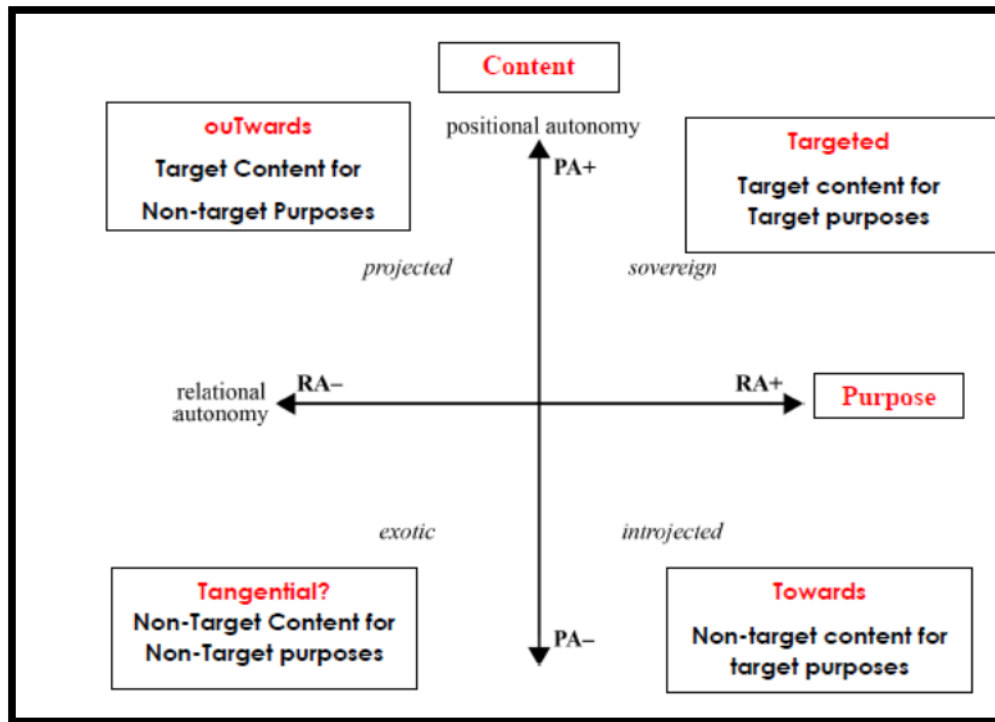 Content
ouTwards
Target Content for
Non-target Purposes
positional autonomy
PA+
Targeted
Target content for
Target purposes
projected
sovereign
relational
autonomy
RA–
RA+
Purpose
exotic
introjected
Tangential?
Non-Target Content for
Non-Target purposes
PA–
Towards
Non-target content for
target purposes